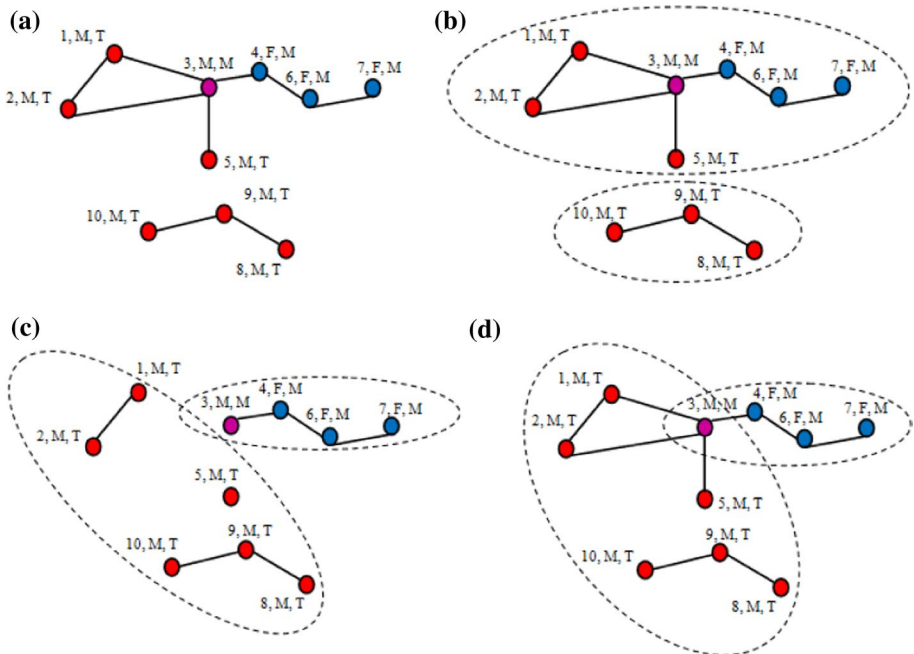 (a)
1, M, T
3, M, M
4, F, M
6, F, M
7, F, M
2, M, T
5, M, T
9, M, T
10, M, T
8, M, T
(b)
1, M, T
3, M, M
4, F, M
6, F, M
7, F, M
2, M, T
5, M, T
9, M, T
10, M, T
8, M, T
(c)
1, M, T
3, M, M
4, F, M
6, F, M
7, F, M
2, M, T
5, M, T
9, M, T
10, M, T
8, M, T
(d)
1, M, T
3, M, M
4, F, M
6, F, M
7, F, M
2, M, T
5, M, T
9, M, T
10, M, T
8, M, T